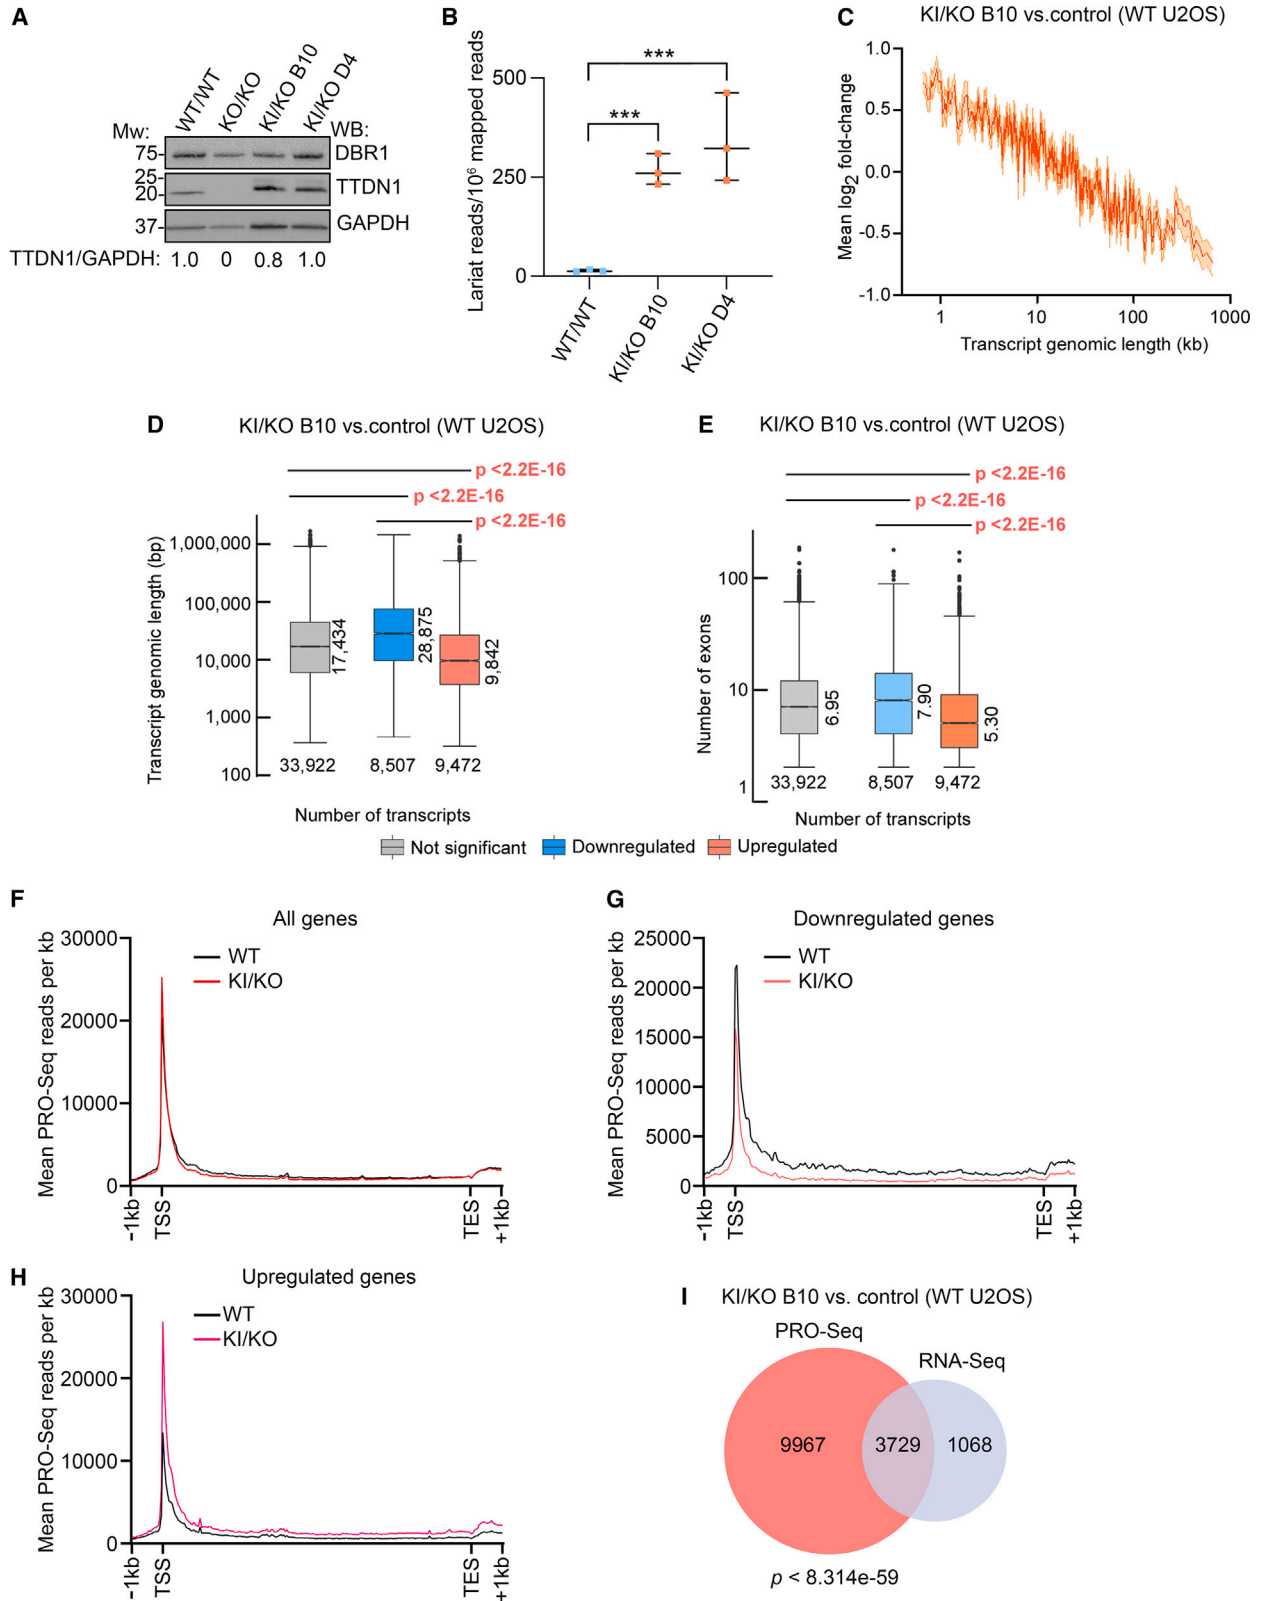 A
WT/WT
KO/KO
KI/KO B10
KI/KO D4
Mw:
WB:
75-
DBR1
25-
20-
TTDN1
37-
GAPDH
TTDN1/GAPDH: 1.0 0 0.8 1.0
B
Lariat reads/10⁶ mapped reads
500
250
0
***
***
WT/WT
KI/KO B10
KI/KO D4
C
KI/KO B10 vs.control (WT U2OS)
Mean log₂ fold-change
1.0
0.5
0.0
-0.5
-1.0
1 10 100 1000
Transcript genomic length (kb)
D
KI/KO B10 vs.control (WT U2OS)
p <2.2E-16
p <2.2E-16
p <2.2E-16
Transcript genomic length (bp)
1,000,000
100,000
10,000
1,000
100
17,434
28,875
9,842
33,922 8,507 9,472
Number of transcripts
E
KI/KO B10 vs.control (WT U2OS)
p <2.2E-16
p <2.2E-16
p <2.2E-16
Number of exons
100
10
1
6.95
7.90
5.30
33,922 8,507 9,472
Number of transcripts
Not significant Downregulated Upregulated
F
All genes
Mean PRO-Seq reads per kb
30000
20000
10000
0
WT
KI/KO
-1kb
TSS
TES
+1kb
G
Downregulated genes
Mean PRO-Seq reads per kb
25000
20000
15000
10000
5000
0
WT
KI/KO
-1kb
TSS
TES
+1kb
H
Upregulated genes
Mean PRO-Seq reads per kb
30000
20000
10000
0
WT
KI/KO
-1kb
TSS
TES
+1kb
I
KI/KO B10 vs. control (WT U2OS)
PRO-Seq
RNA-Seq
9967 3729 1068
p < 8.314e-59